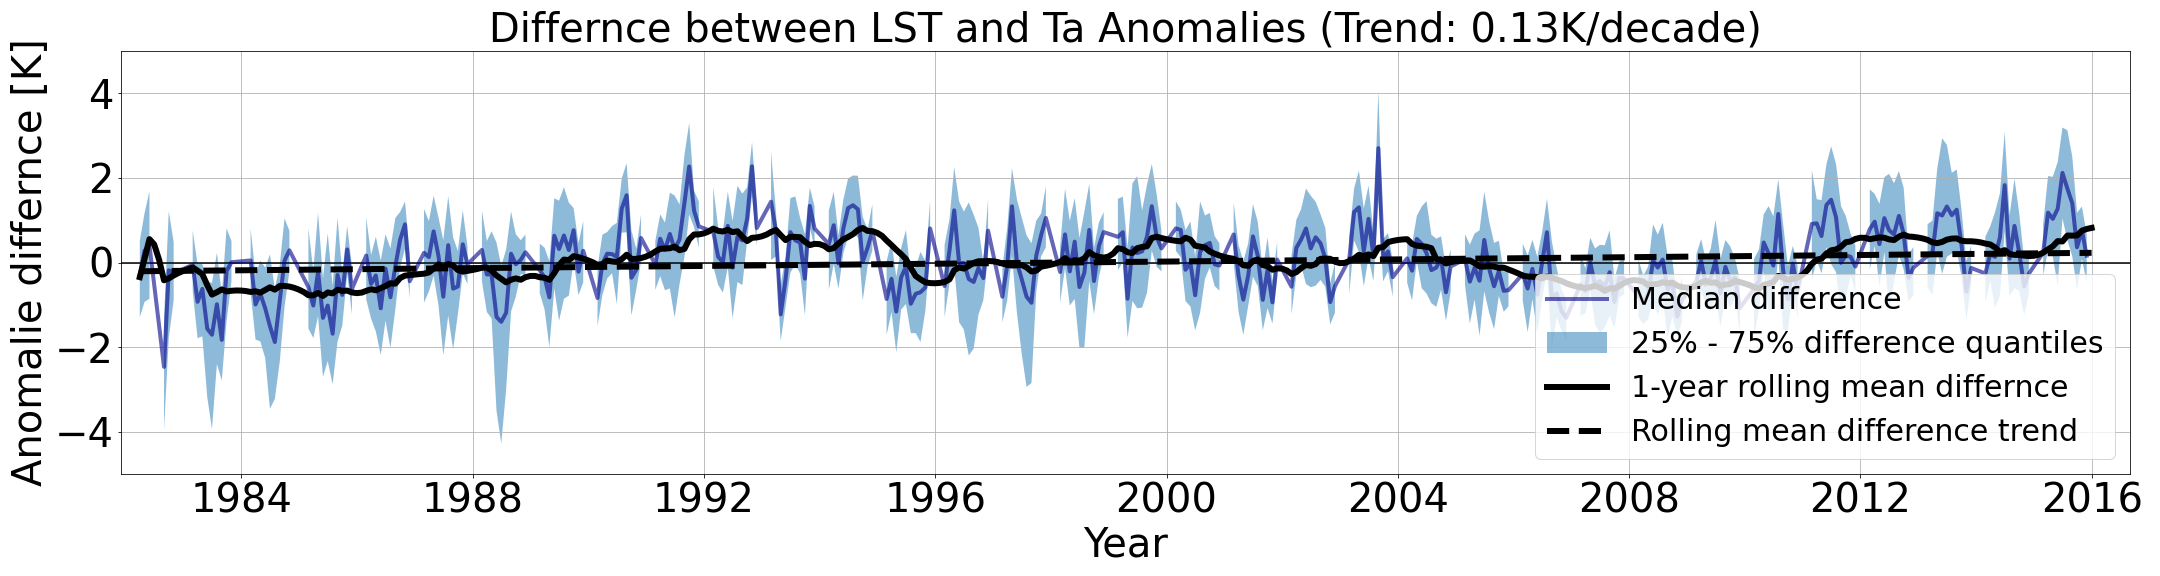 Differnce between LST and Ta Anomalies (Trend: 0.13K/decade)
Anomalie differnce [K]
4
2
0
−2
−4
Median difference
25% - 75% difference quantiles
1-year rolling mean differnce
Rolling mean difference trend
1984 1988 1992 1996 2000 2004 2008 2012 2016
Year